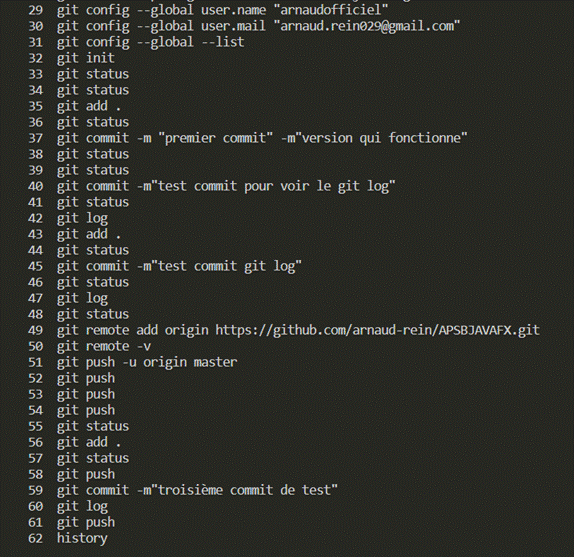 29 git config --global user.name "arnaudofficiel"
30 git config --global user.mail "arnaud.rein029@gmail.com"
31 git config --global --list
32 git init
33 git status
34 git status
35 git add .
36 git status
37 git commit -m "premier commit" -m"version qui fonctionne"
38 git status
39 git status
40 git commit -m"test commit pour voir le git log"
41 git status
42 git log
43 git add .
44 git status
45 git commit -m"test commit git log"
46 git status
47 git log
48 git status
49 git remote add origin https://github.com/arnaud-rein/APSBJAVAFX.git
50 git remote -v
51 git push -u origin master
52 git push
53 git push
54 git push
55 git status
56 git add .
57 git status
58 git push
59 git commit -m"troisième commit de test"
60 git log
61 git push
62 history